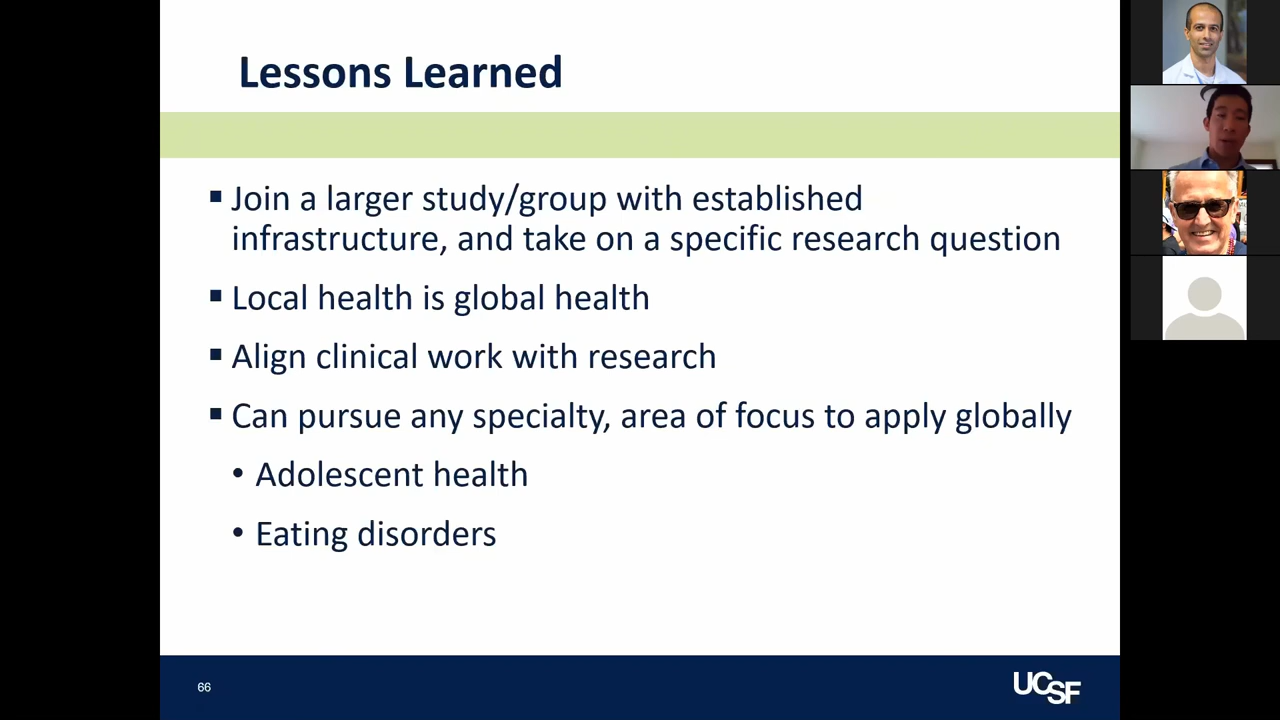 Lessons Learned
▪ Join a larger study/group with established
infrastructure, and take on a specific research question
▪ Local health is global health
▪ Align clinical work with research
▪ Can pursue any specialty, area of focus to apply globally
• Adolescent health
• Eating disorders
66
UCSF